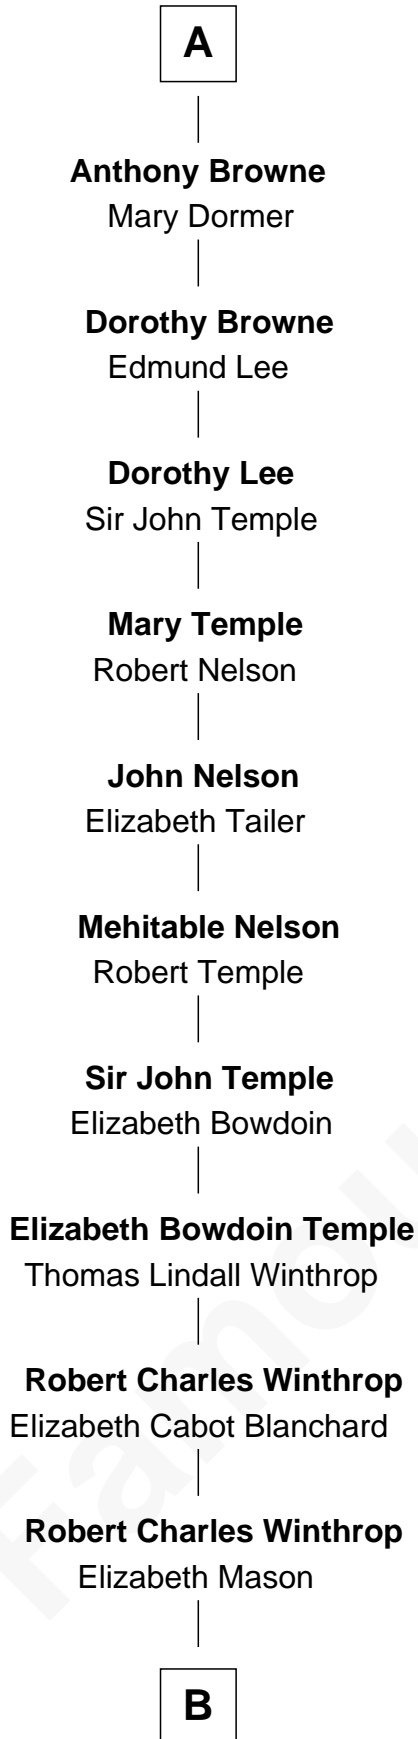 A
Anthony Browne
Mary Dormer
Dorothy Browne
Edmund Lee
Dorothy Lee
Sir John Temple
Mary Temple
Robert Nelson
John Nelson
Elizabeth Tailer
Mehitable Nelson
Robert Temple
Sir John Temple
Elizabeth Bowdoin
Elizabeth Bowdoin Temple
Thomas Lindall Winthrop
Robert Charles Winthrop
Elizabeth Cabot Blanchard
Robert Charles Winthrop
Elizabeth Mason
B